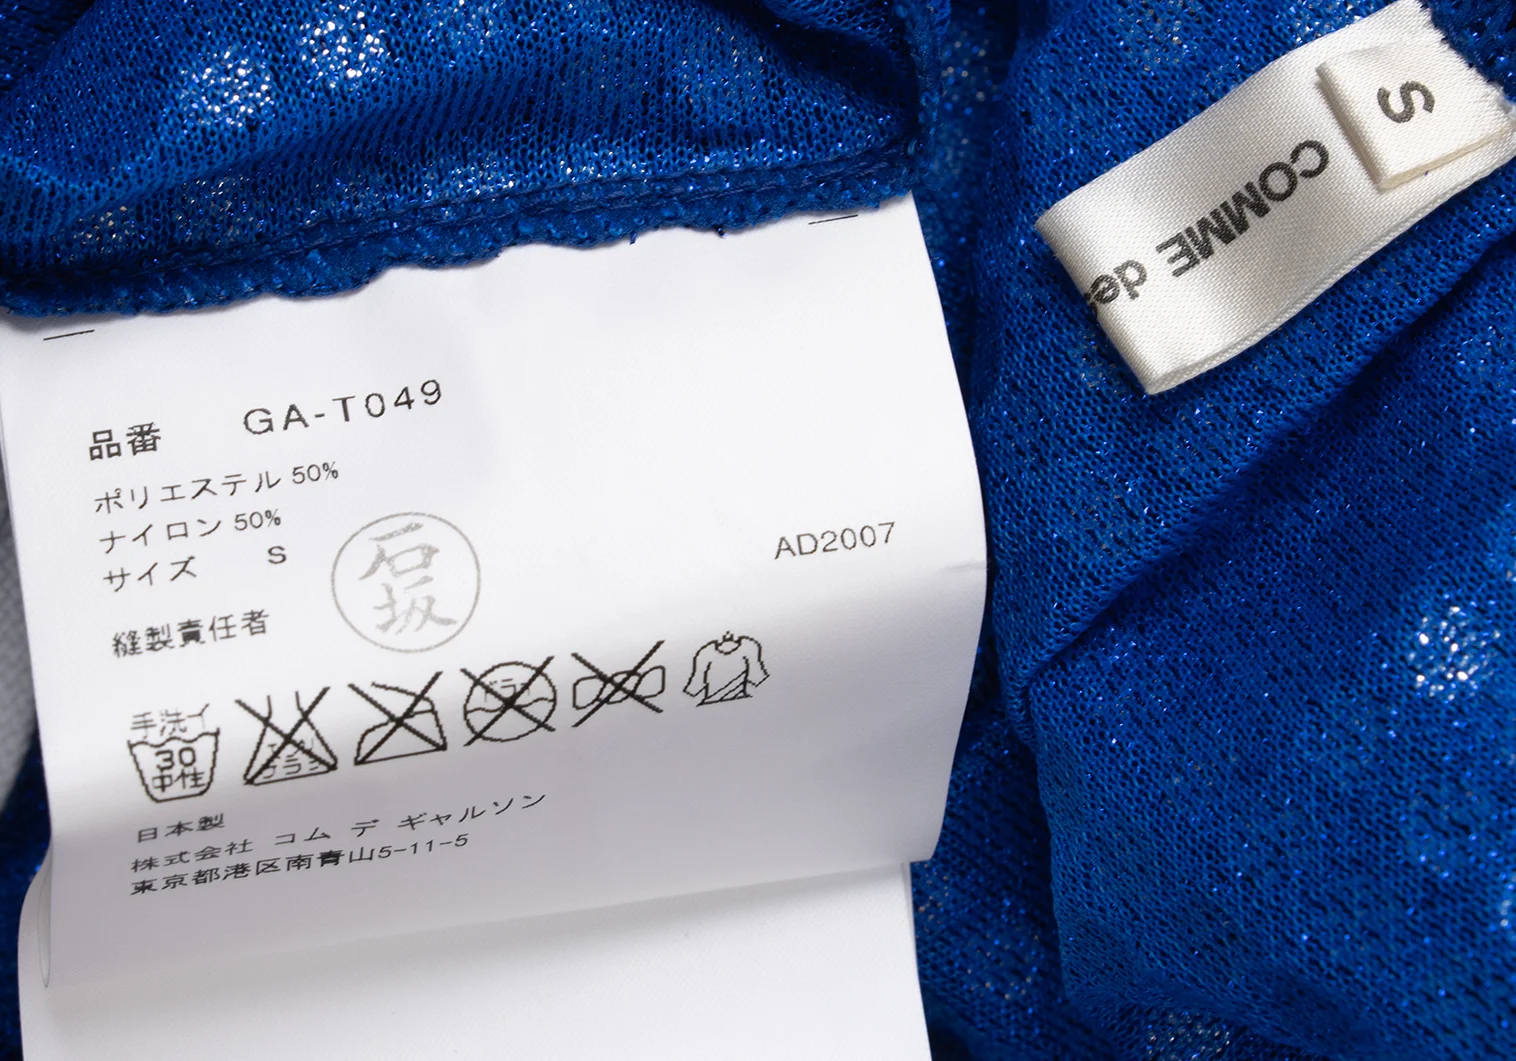 品番 GA-T049
ポリエステル 50%
ナイロン 50%
サイズ S
AD2007
石坂
縫製責任者
手洗イ
30
中性
日本製
株式会社 コム デ ギャルソン
東京都港区南青山5-11-5
S
COMME des